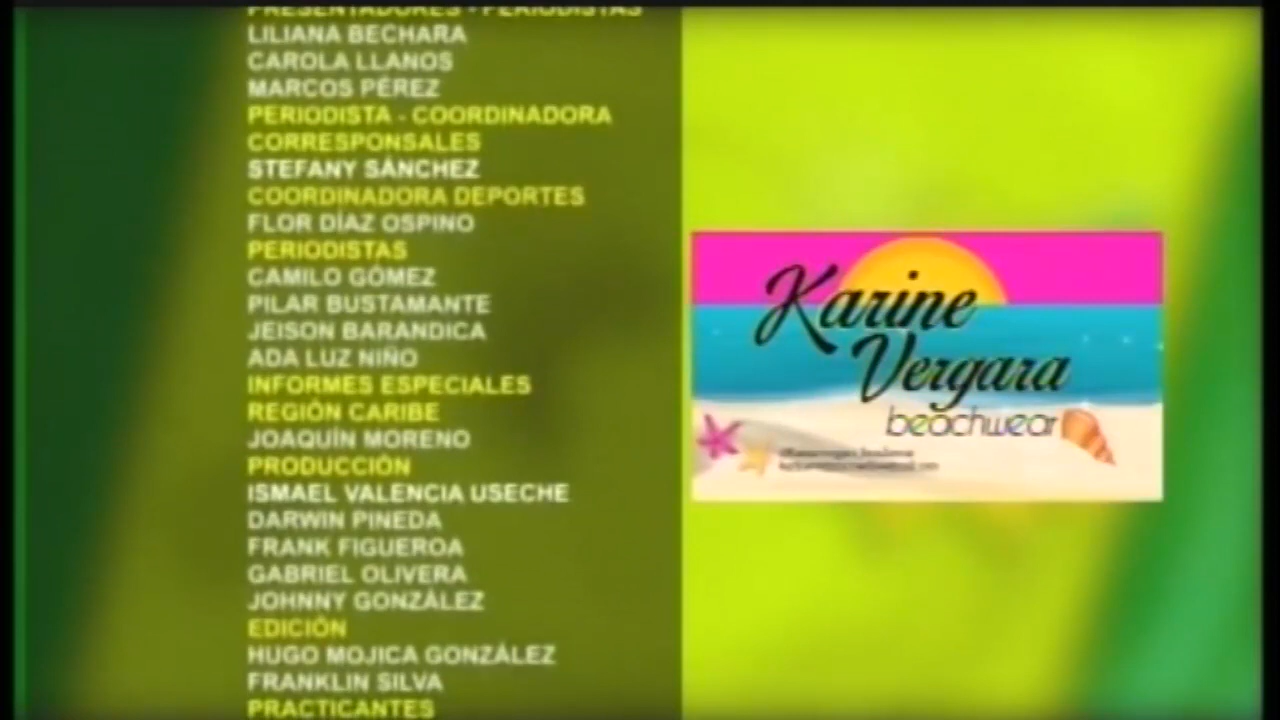 PRESENTADORES - PERIODISTAS
LILIANA BECHARA
CAROLA LLANOS
MARCOS PÉREZ
PERIODISTA - COORDINADORA
CORRESPONSALES
STEFANY SÁNCHEZ
COORDINADORA DEPORTES
FLOR DÍAZ OSPINO
PERIODISTAS
CAMILO GÓMEZ
PILAR BUSTAMANTE
JEISON BARANDICA
ADA LUZ NIÑO
INFORMES ESPECIALES
REGIÓN CARIBE
JOAQUÍN MORENO
PRODUCCIÓN
ISMAEL VALENCIA USECHE
DARWIN PINEDA
FRANK FIGUEROA
GABRIEL OLIVERA
JOHNNY GONZÁLEZ
EDICIÓN
HUGO MOJICA GONZÁLEZ
FRANKLIN SILVA
PRACTICANTES
Karine
Vergara
beachwear